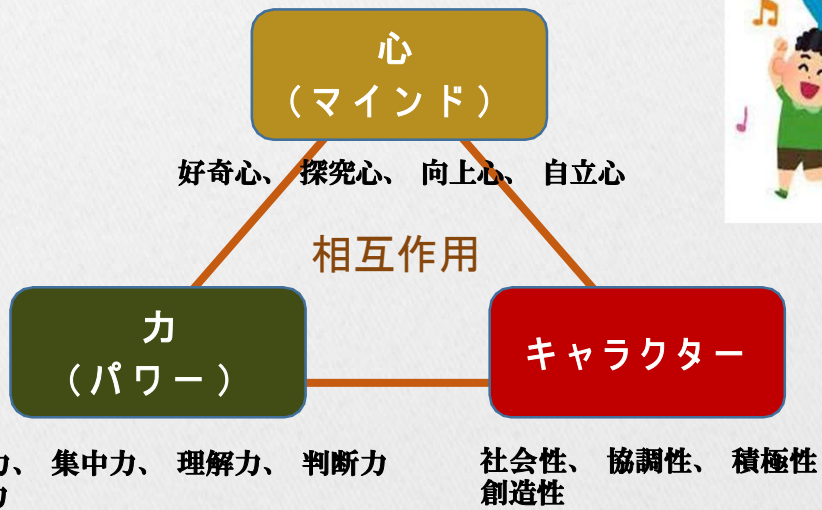 心
（マインド）
好奇心、 探究心、 向上心、 自立心
相互作用
力
（パワー）
キャラクター
力、 集中力、 理解力、 判断力
力
社会性、 協調性、 積極性
創造性